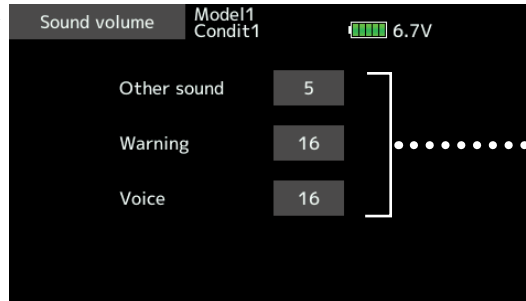 Sound volume
Model1
Condit1
6.7V
Other sound 5
Warning 16
Voice 16